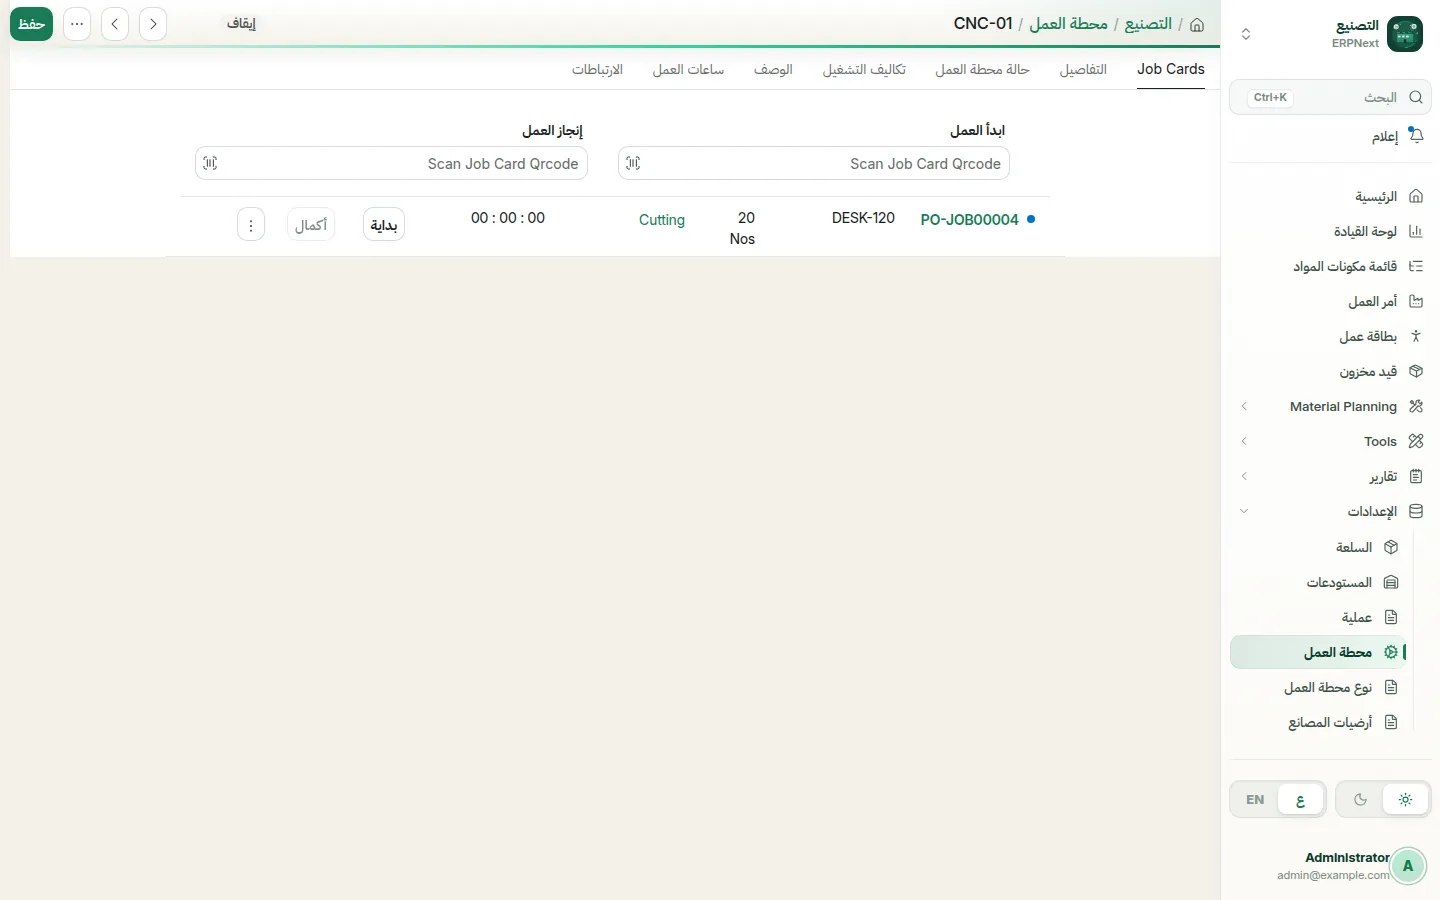 التصنيع
ERPNext
البحث
Ctrl+K
إعلام
الرئيسية
لوحة القيادة
قائمة مكونات المواد
أمر العمل
بطاقة عمل
قيد مخزون
Material Planning
Tools
تقارير
الإعدادات
السلعة
المستودعات
عملية
محطة العمل
نوع محطة العمل
أرضيات المصانع
ع
EN
Administrator
admin@example.com
A
التصنيع / محطة العمل / CNC-01
إيقاف
حفظ
Job Cards
التفاصيل
حالة محطة العمل
تكاليف التشغيل
الوصف
ساعات العمل
الارتباطات
ابدأ العمل
Scan Job Card Qrcode
إنجاز العمل
Scan Job Card Qrcode
PO-JOB00004
DESK-120
20
Nos
Cutting
00 : 00 : 00
بداية
أكمال